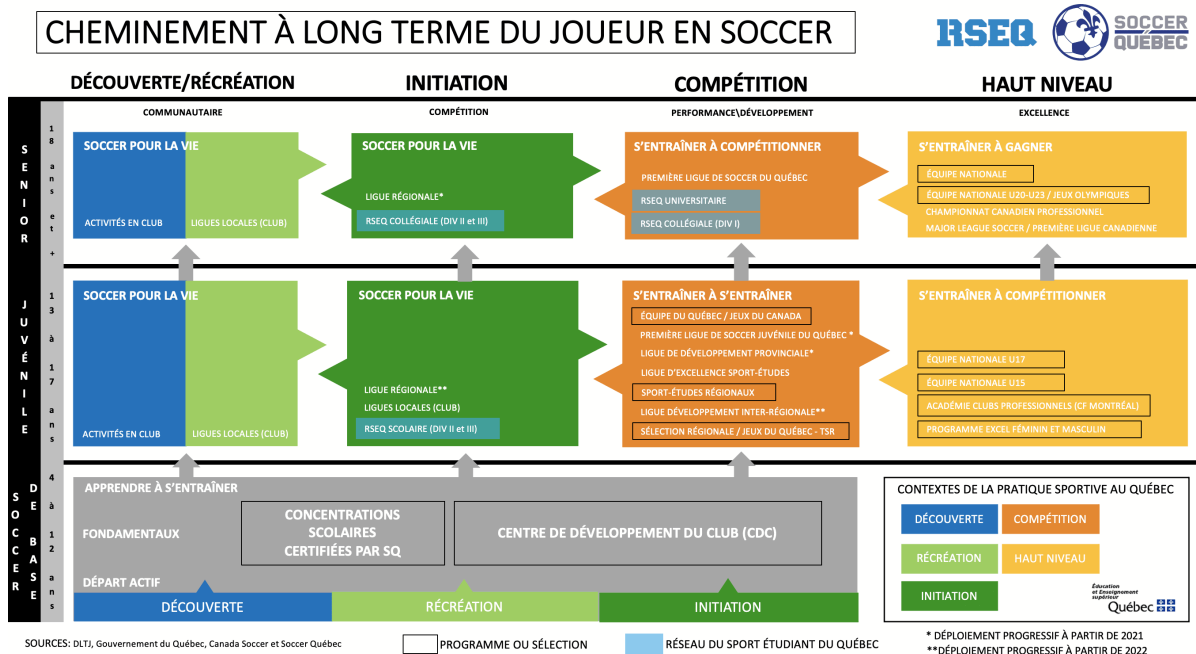 CHEMINEMENT À LONG TERME DU JOUEUR EN SOCCER
RSEQ
SOCCER
QUÉBEC
DÉCOUVERTE/RÉCRÉATION
INITIATION
COMPÉTITION
HAUT NIVEAU
COMMUNAUTAIRE
COMPÉTITION
PERFORMANCE\DÉVELOPPEMENT
EXCELLENCE
SENIOR
18 ans et +
SOCCER POUR LA VIE
ACTIVITÉS EN CLUB
LIGUES LOCALES (CLUB)
SOCCER POUR LA VIE
LIGUE RÉGIONALE*
RSEQ COLLÉGIALE (DIV II et III)
S'ENTRAÎNER À COMPÉTITIONNER
PREMIÈRE LIGUE DE SOCCER DU QUÉBEC
RSEQ UNIVERSITAIRE
RSEQ COLLÉGIALE (DIV I)
S'ENTRAÎNER À GAGNER
ÉQUIPE NATIONALE
ÉQUIPE NATIONALE U20-U23 / JEUX OLYMPIQUES
CHAMPIONNAT CANADIEN PROFESSIONNEL
MAJOR LEAGUE SOCCER / PREMIÈRE LIGUE CANADIENNE
JUVÉNILE
13 à 17 ans
SOCCER POUR LA VIE
ACTIVITÉS EN CLUB
LIGUES LOCALES (CLUB)
SOCCER POUR LA VIE
LIGUE RÉGIONALE**
LIGUES LOCALES (CLUB)
RSEQ SCOLAIRE (DIV II et III)
S'ENTRAÎNER À S'ENTRAÎNER
ÉQUIPE DU QUÉBEC / JEUX DU CANADA
PREMIÈRE LIGUE DE SOCCER JUVÉNILE DU QUÉBEC *
LIGUE DE DÉVELOPPEMENT PROVINCIALE*
LIGUE D'EXCELLENCE SPORT-ÉTUDES
SPORT-ÉTUDES RÉGIONAUX
LIGUE DÉVELOPPEMENT INTER-RÉGIONALE**
SÉLECTION RÉGIONALE / JEUX DU QUÉBEC - TSR
S'ENTRAÎNER À COMPÉTITIONNER
ÉQUIPE NATIONALE U17
ÉQUIPE NATIONALE U15
ACADÉMIE CLUBS PROFESSIONNELS (CF MONTRÉAL)
PROGRAMME EXCEL FÉMININ ET MASCULIN
SOCCER
DE BASE
4 à 12 ans
APPRENDRE À S'ENTRAÎNER
FONDAMENTAUX
DÉPART ACTIF
CONCENTRATIONS
SCOLAIRES
CERTIFIÉES PAR SQ
CENTRE DE DÉVELOPPEMENT DU CLUB (CDC)
DÉCOUVERTE
RÉCRÉATION
INITIATION
CONTEXTES DE LA PRATIQUE SPORTIVE AU QUÉBEC
DÉCOUVERTE
COMPÉTITION
RÉCRÉATION
HAUT NIVEAU
INITIATION
Éducation
et Enseignement
supérieur
Québec
SOURCES: DLTJ, Gouvernement du Québec, Canada Soccer et Soccer Québec
PROGRAMME OU SÉLECTION
RÉSEAU DU SPORT ÉTUDIANT DU QUÉBEC
* DÉPLOIEMENT PROGRESSIF À PARTIR DE 2021
**DÉPLOIEMENT PROGRESSIF À PARTIR DE 2022